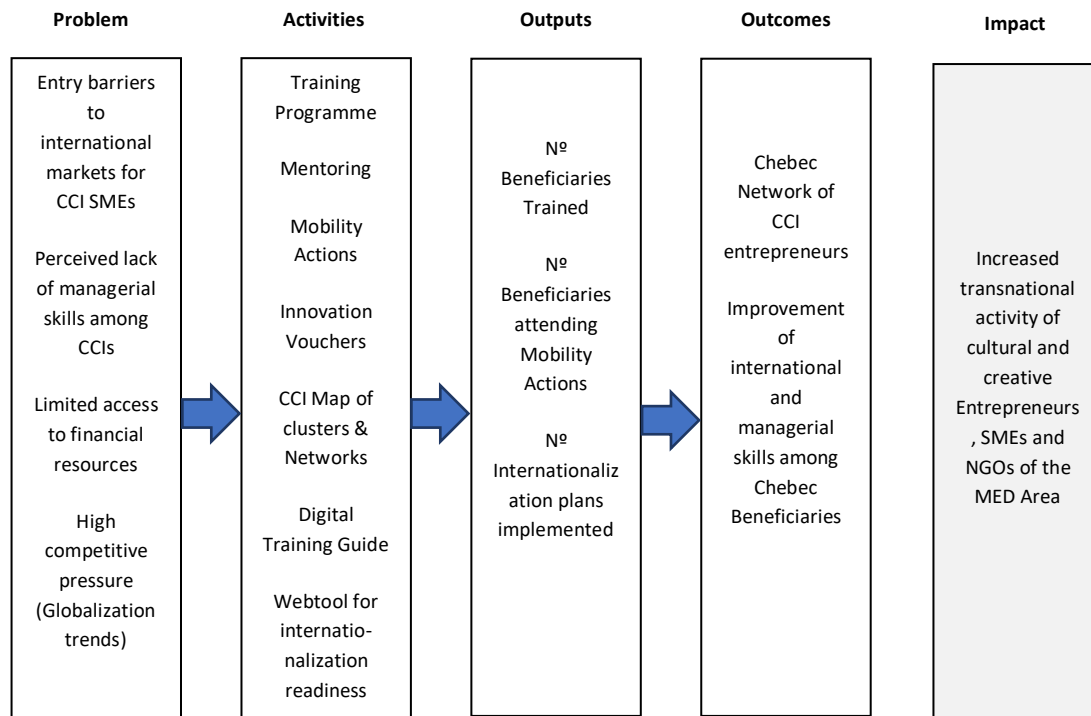 Problem
Entry barriers
to
international
markets for
CCI SMEs
Perceived lack
of managerial
skills among
CCIs
Limited access
to financial
resources
High
competitive
pressure
(Globalization
trends)
Activities
Training
Programme
Mentoring
Mobility
Actions
Innovation
Vouchers
CCI Map of
clusters &
Networks
Digital
Training Guide
Webtool for
internatio-
nalization
readiness
Outputs
Nº
Beneficiaries
Trained
Nº
Beneficiaries
attending
Mobility
Actions
Nº
Internationaliz
ation plans
implemented
Outcomes
Chebec
Network of
CCI
entrepreneurs
Improvement
of
international
and
managerial
skills among
Chebec
Beneficiaries
Impact
Increased
transnational
activity of
cultural and
creative
Entrepreneurs
, SMEs and
NGOs of the
MED Area